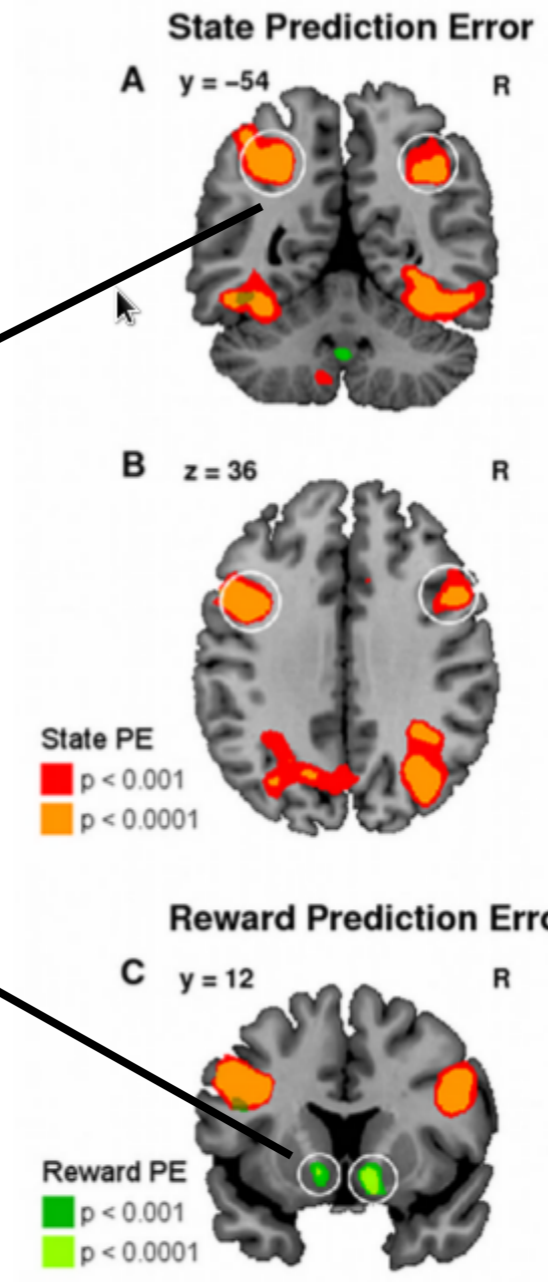 State Prediction Error
A y = −54 R
B z = 36 R
State PE
p < 0.001
p < 0.0001
Reward Prediction Erro
C y = 12 R
Reward PE
p < 0.001
p < 0.0001